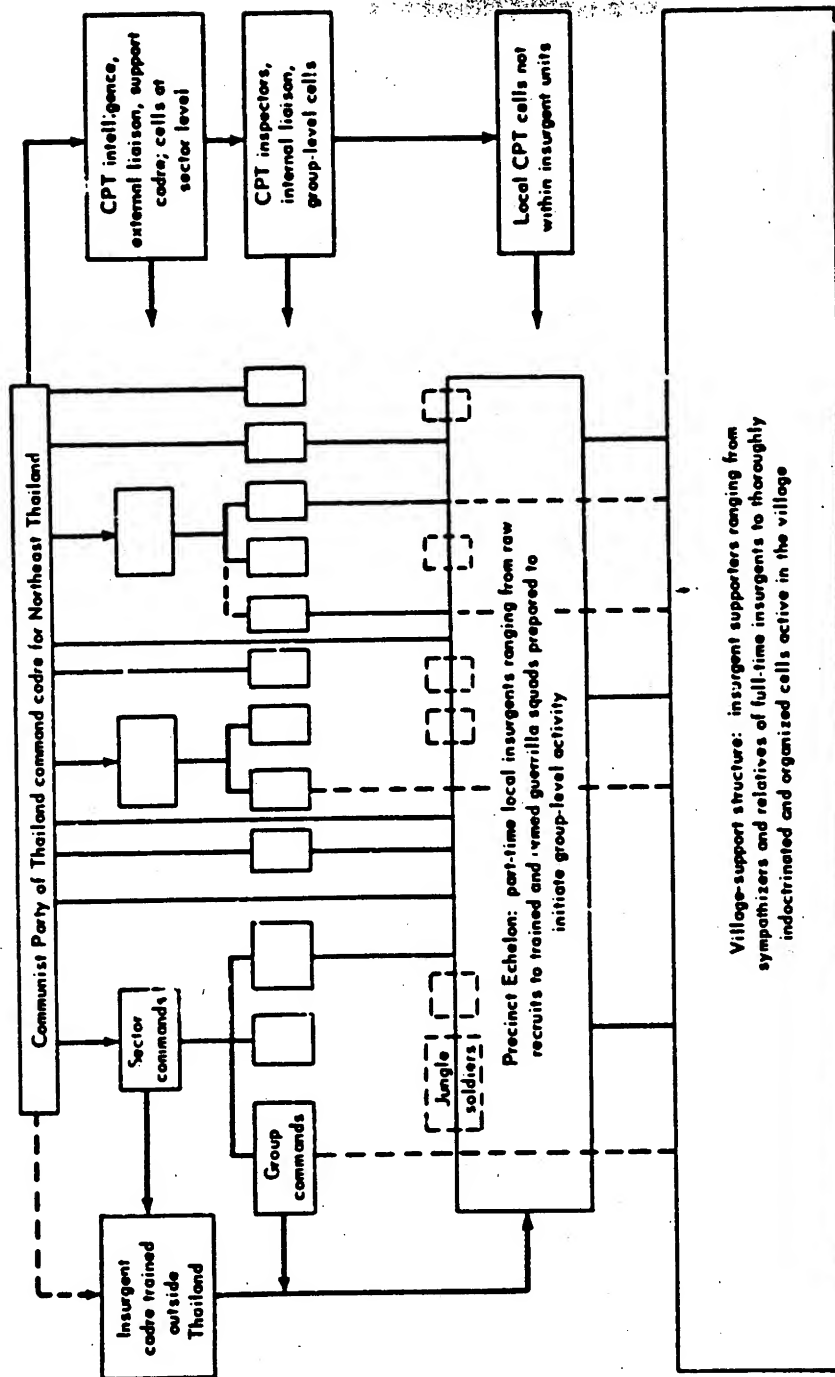 Communist Party of Thailand command cadre for Northeast Thailand
Insurgent
cadre trained
outside
Thailand
Sector
commands
Group
commands
Jungle
soldiers
CPT intelligence,
external liaison, support
cadre; cells at
sector level
CPT inspectors,
internal liaison,
group-level cells
Local CPT cells not
within insurgent units
Precinct Echelon: part-time local insurgents ranging from raw
recruits to trained and armed guerrilla squads prepared to
initiate group-level activity
Village-support structure: insurgent supporters ranging from
sympathizers and relatives of full-time insurgents to thoroughly
indoctrinated and organized cells active in the village